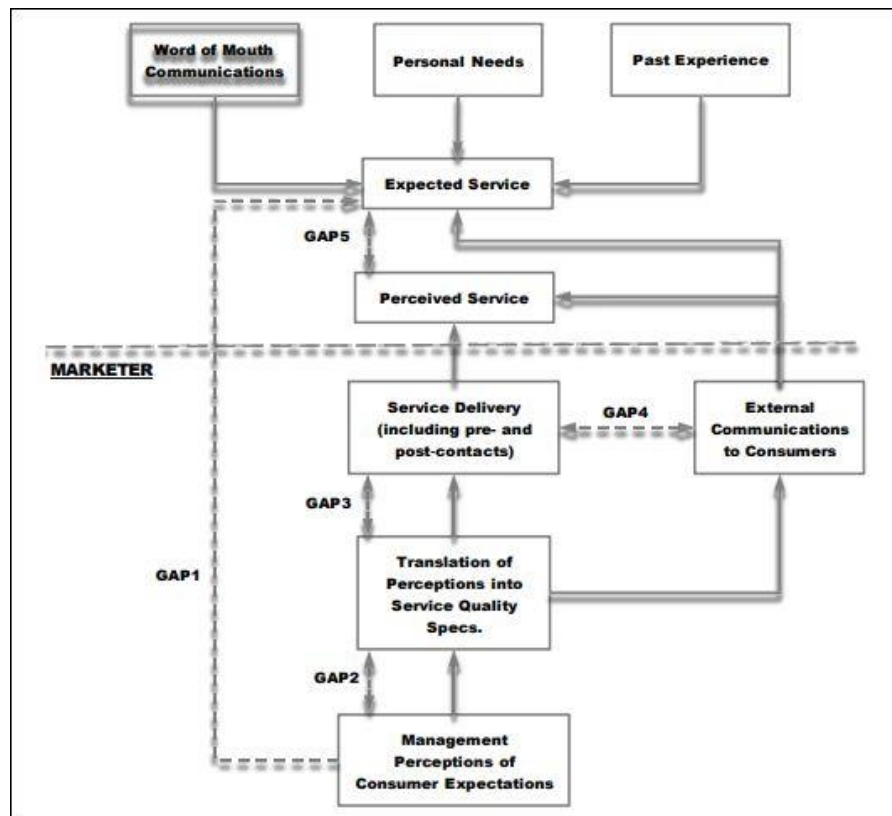 Word of Mouth
Communications
Personal Needs
Past Experience
Expected Service
GAP5
Perceived Service
MARKETER
Service Delivery
(including pre- and
post-contacts)
GAP4
External
Communications
to Consumers
GAP3
Translation of
Perceptions into
Service Quality
Specs.
GAP1
GAP2
Management
Perceptions of
Consumer Expectations